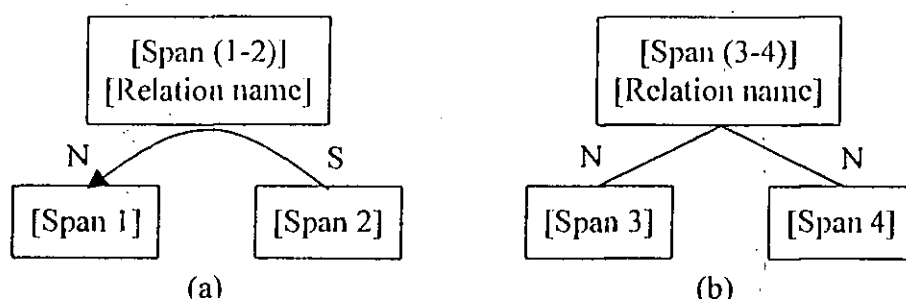 [Span (1-2)]
[Relation name]
N
S
[Span 1]
[Span 2]
(a)
[Span (3-4)]
[Relation name]
N
N
[Span 3]
[Span 4]
(b)